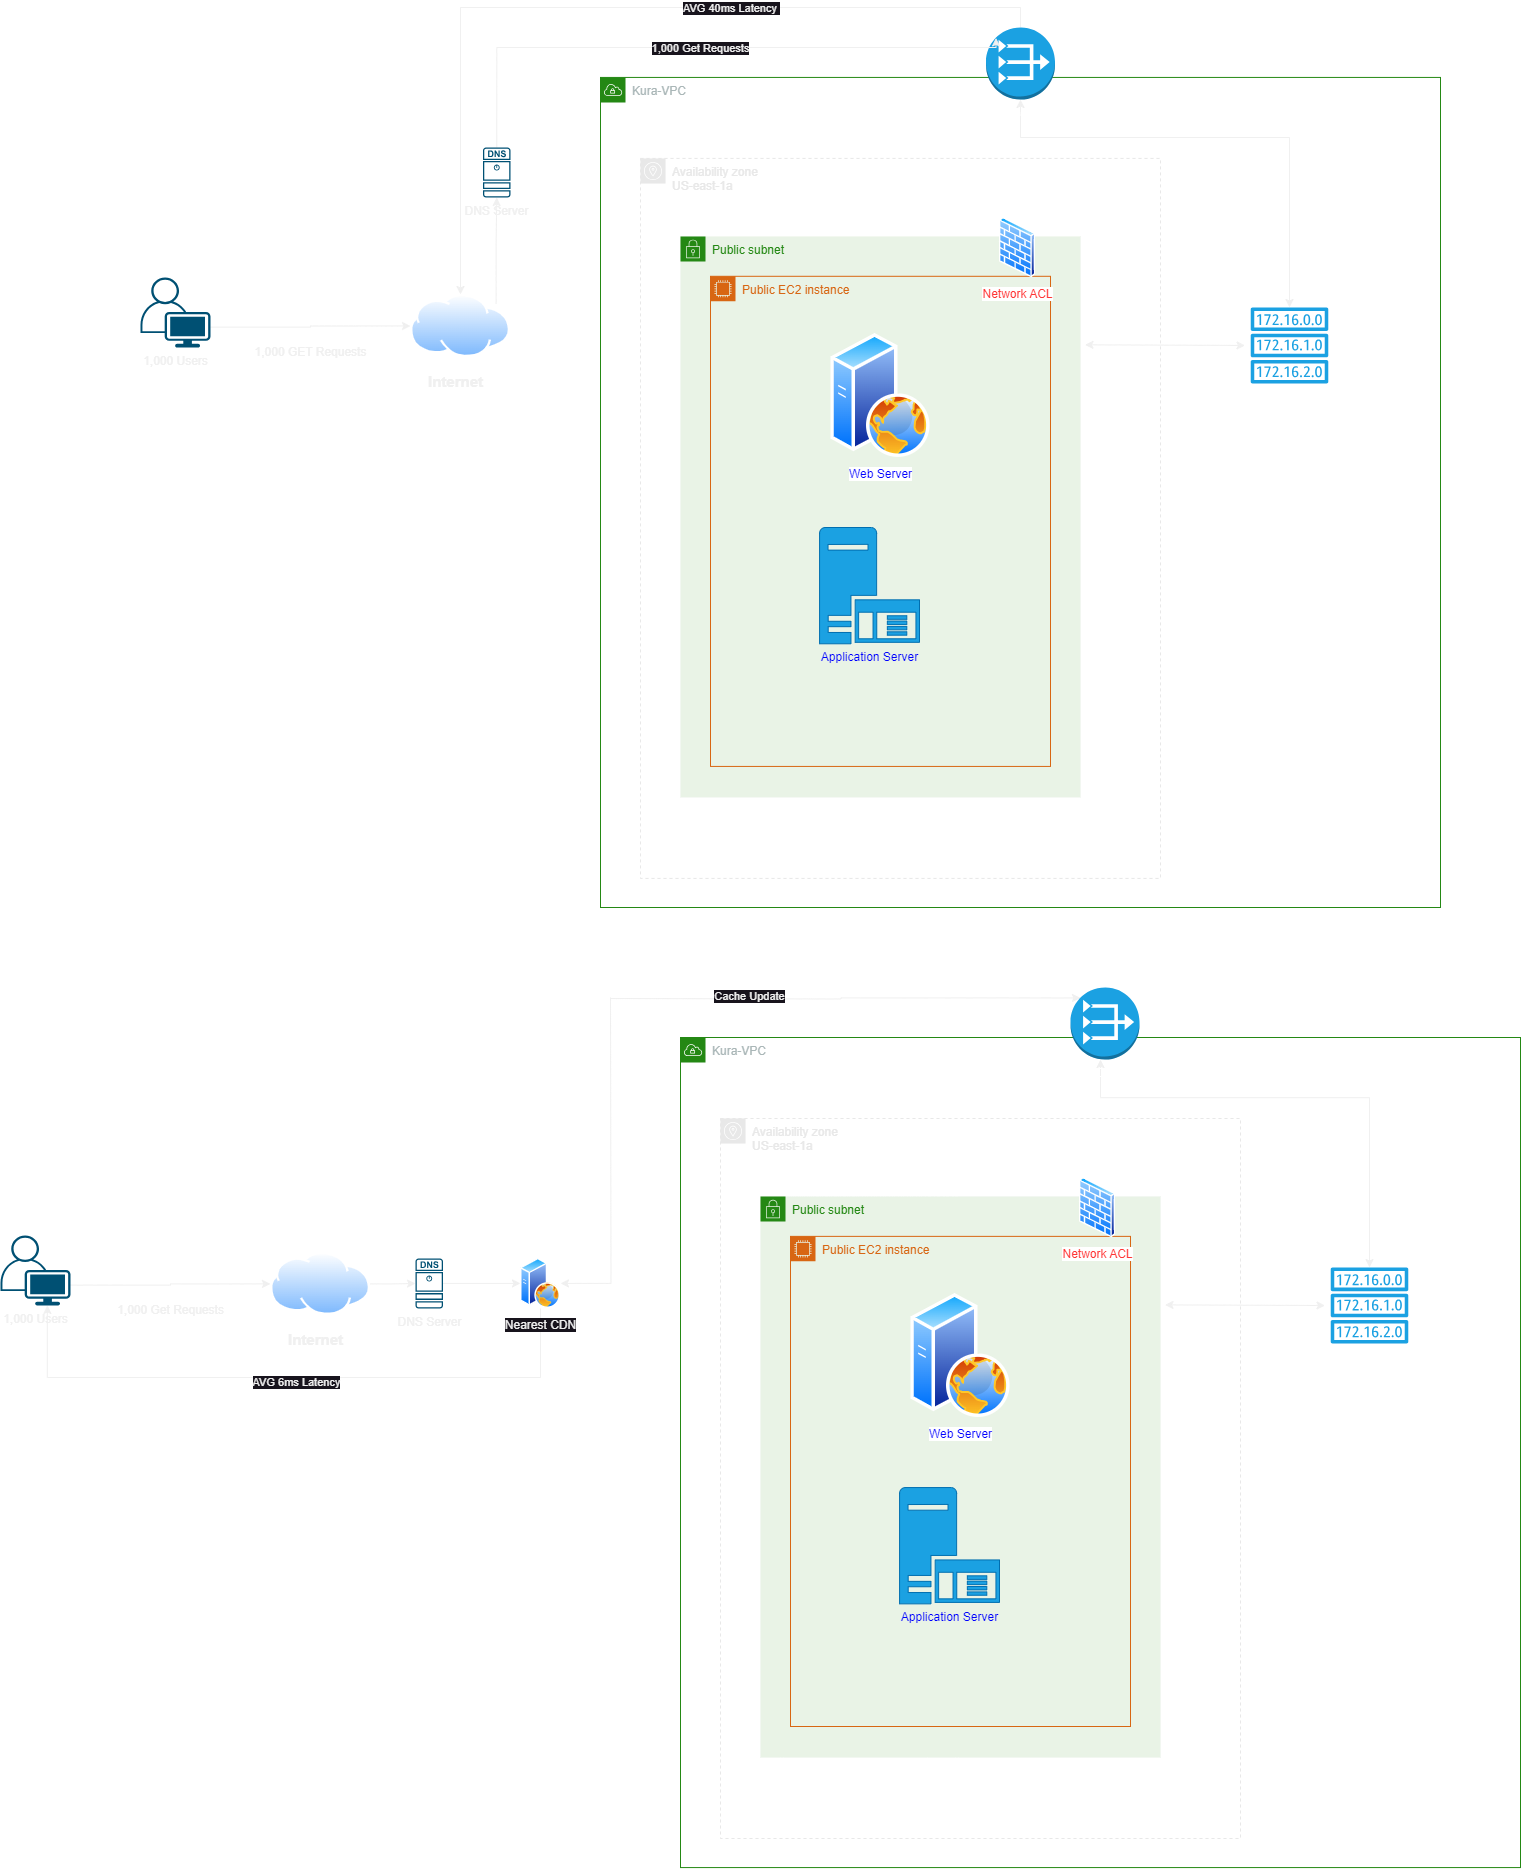 AVG 40ms Latency
1,000 Get Requests
Kura-VPC
DNS
DNS Server
Availability zone
US-east-1a
Public subnet
Public EC2 instance
Network ACL
1,000 Users
1,000 GET Requests
Internet
172.16.0.0
172.16.1.0
172.16.2.0
Web Server
Application Server
Cache Update
Kura-VPC
Availability zone
US-east-1a
Public subnet
Public EC2 instance
Network ACL
1,000 Users
1,000 Get Requests
Internet
DNS
DNS Server
Nearest CDN
AVG 6ms Latency
172.16.0.0
172.16.1.0
172.16.2.0
Web Server
Application Server